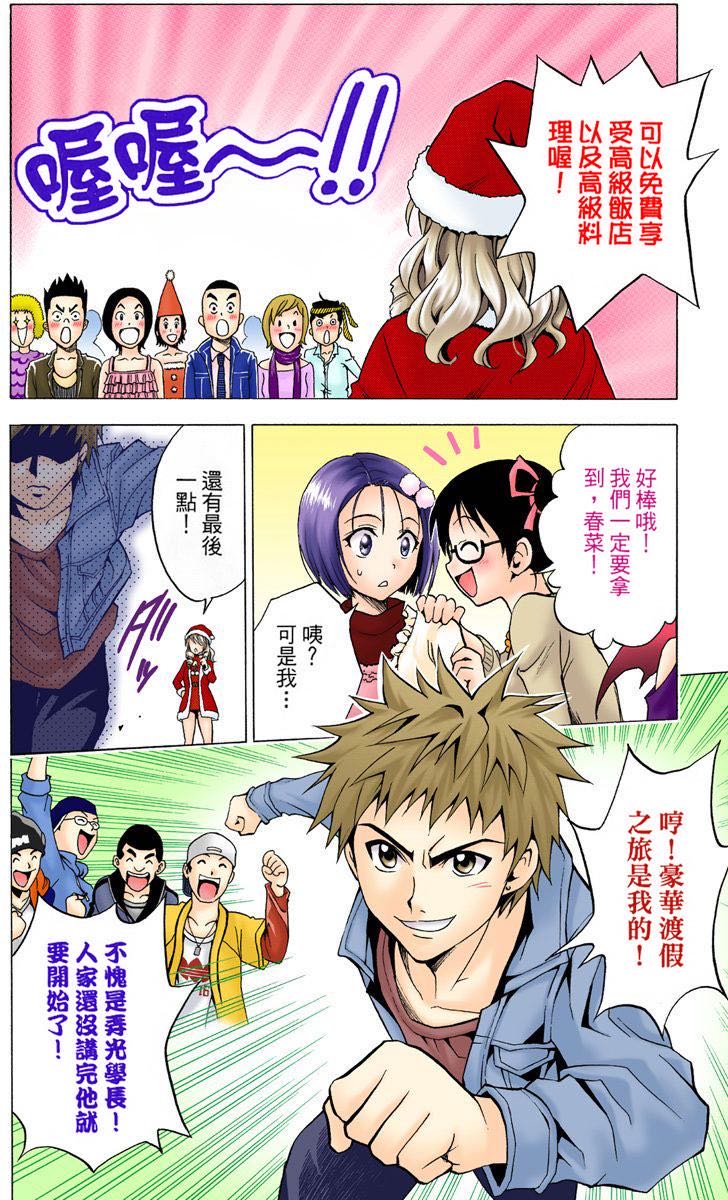 可以免費享
受高級飯店
以及高級料
理喔！
喔喔～!!
好棒哦！
我們一定要拿
到，春菜！
咦？
可是我…
還有最後
一點！
哼！豪華渡假
之旅是我的！
不愧是弄光學長！
人家還沒講完他就
要開始了！
16